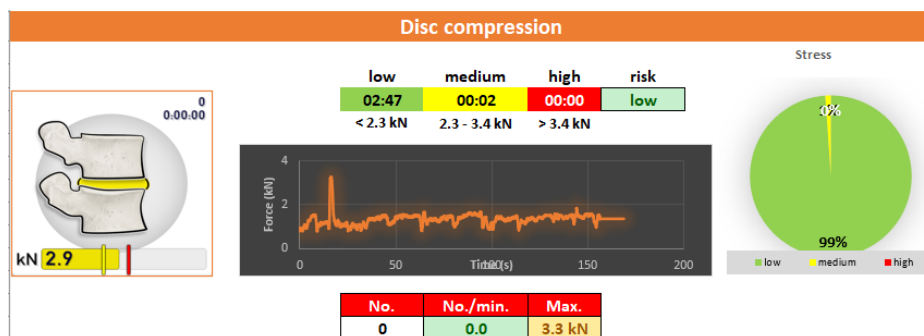 Disc compression
low medium high risk
02:47 00:02 00:00 low
< 2.3 kN 2.3 - 3.4 kN > 3.4 kN
0
0:00:00
kN 2.9
Force (kN)
4
2
0
0 50 100 150 200
Time (s)
Stress
0%
99%
low medium high
No. No./min. Max.
0 0.0 3.3 kN